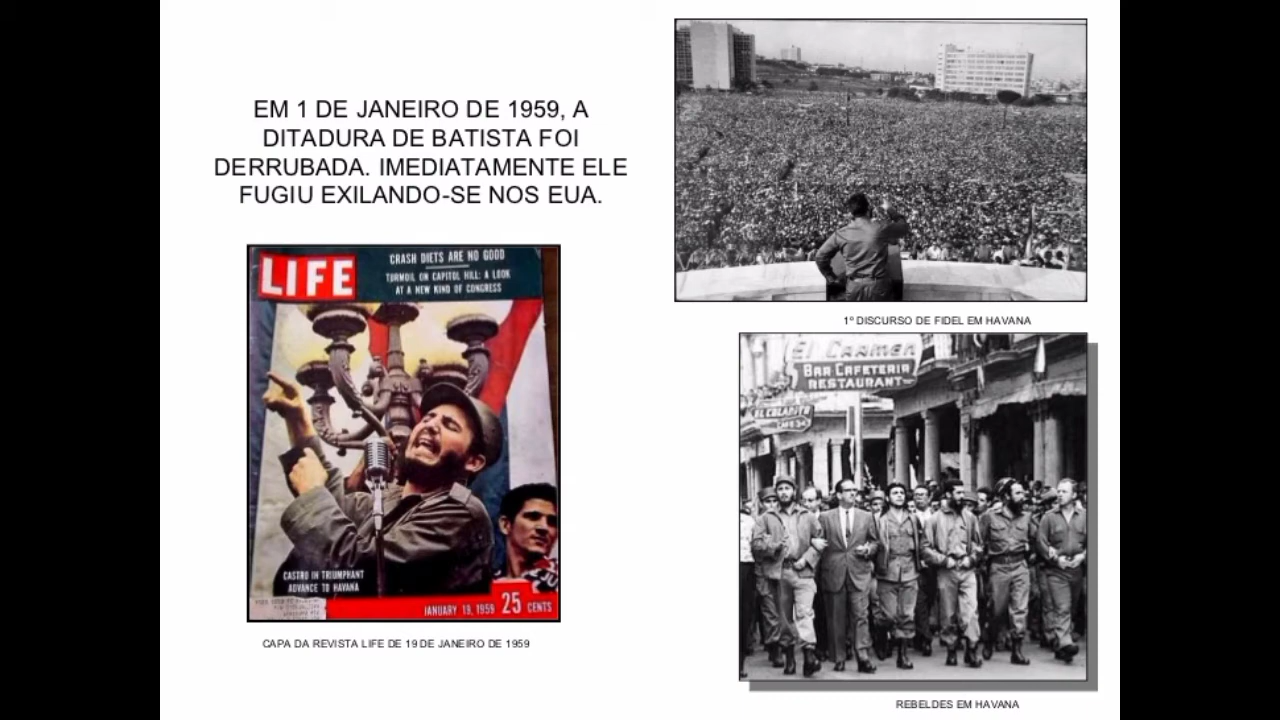 EM 1 DE JANEIRO DE 1959, A
DITADURA DE BATISTA FOI
DERRUBADA. IMEDIATAMENTE ELE
FUGIU EXILANDO-SE NOS EUA.
LIFE
CRASH DIETS ARE NO GOOD
TURMOIL ON CAPITOL HILL: A LOOK
AT A NEW KIND OF CONGRESS
CASTRO IN TRIUMPHANT
ADVANCE TO HAVANA
JANUARY 19, 1959 25 CENTS
CAPA DA REVISTA LIFE DE 19 DE JANEIRO DE 1959
1º DISCURSO DE FIDEL EM HAVANA
EL CARMEN
BAR CAFETERIA
RESTAURANT
REBELDES EM HAVANA